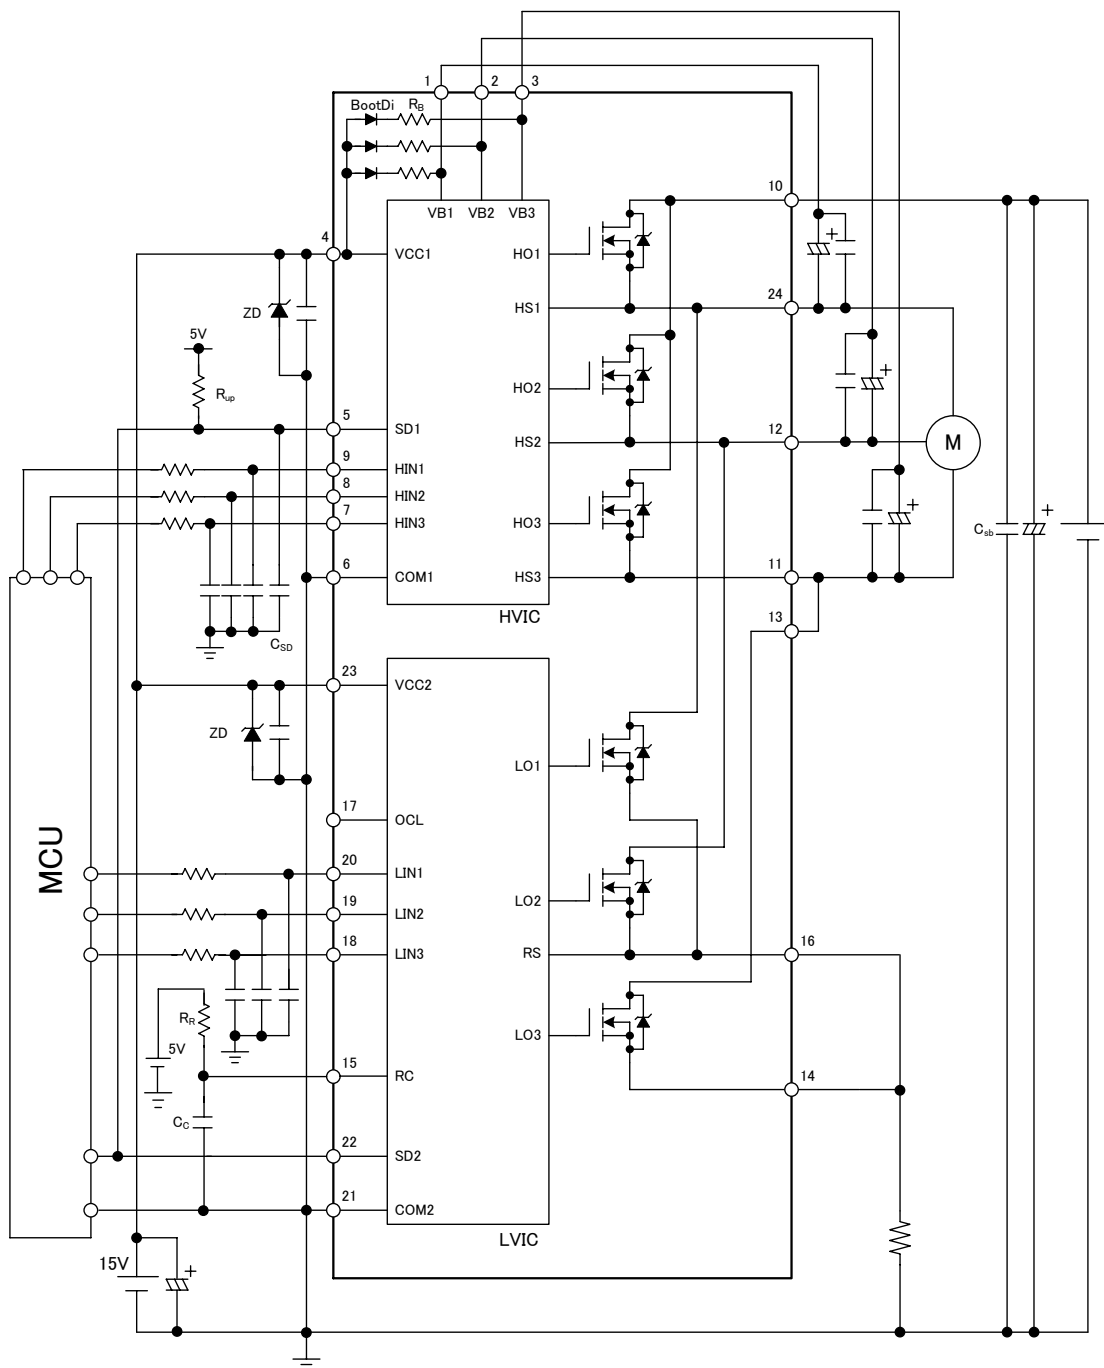 1
2
3
BootDi
R_B
VB1
VB2
VB3
10
4
VCC1
HO1
ZD
HS1
24
+
5V
R_up
HO2
+
5
SD1
HS2
12
M
9
HIN1
8
HIN2
7
HIN3
HO3
+
C_sb
+
6
COM1
HS3
11
HVIC
13
C_SD
23
VCC2
ZD
LO1
17
OCL
MCU
20
LIN1
19
LIN2
LO2
18
LIN3
RS
16
R_R
5V
LO3
15
RC
14
C_C
22
SD2
21
COM2
LVIC
15V
+